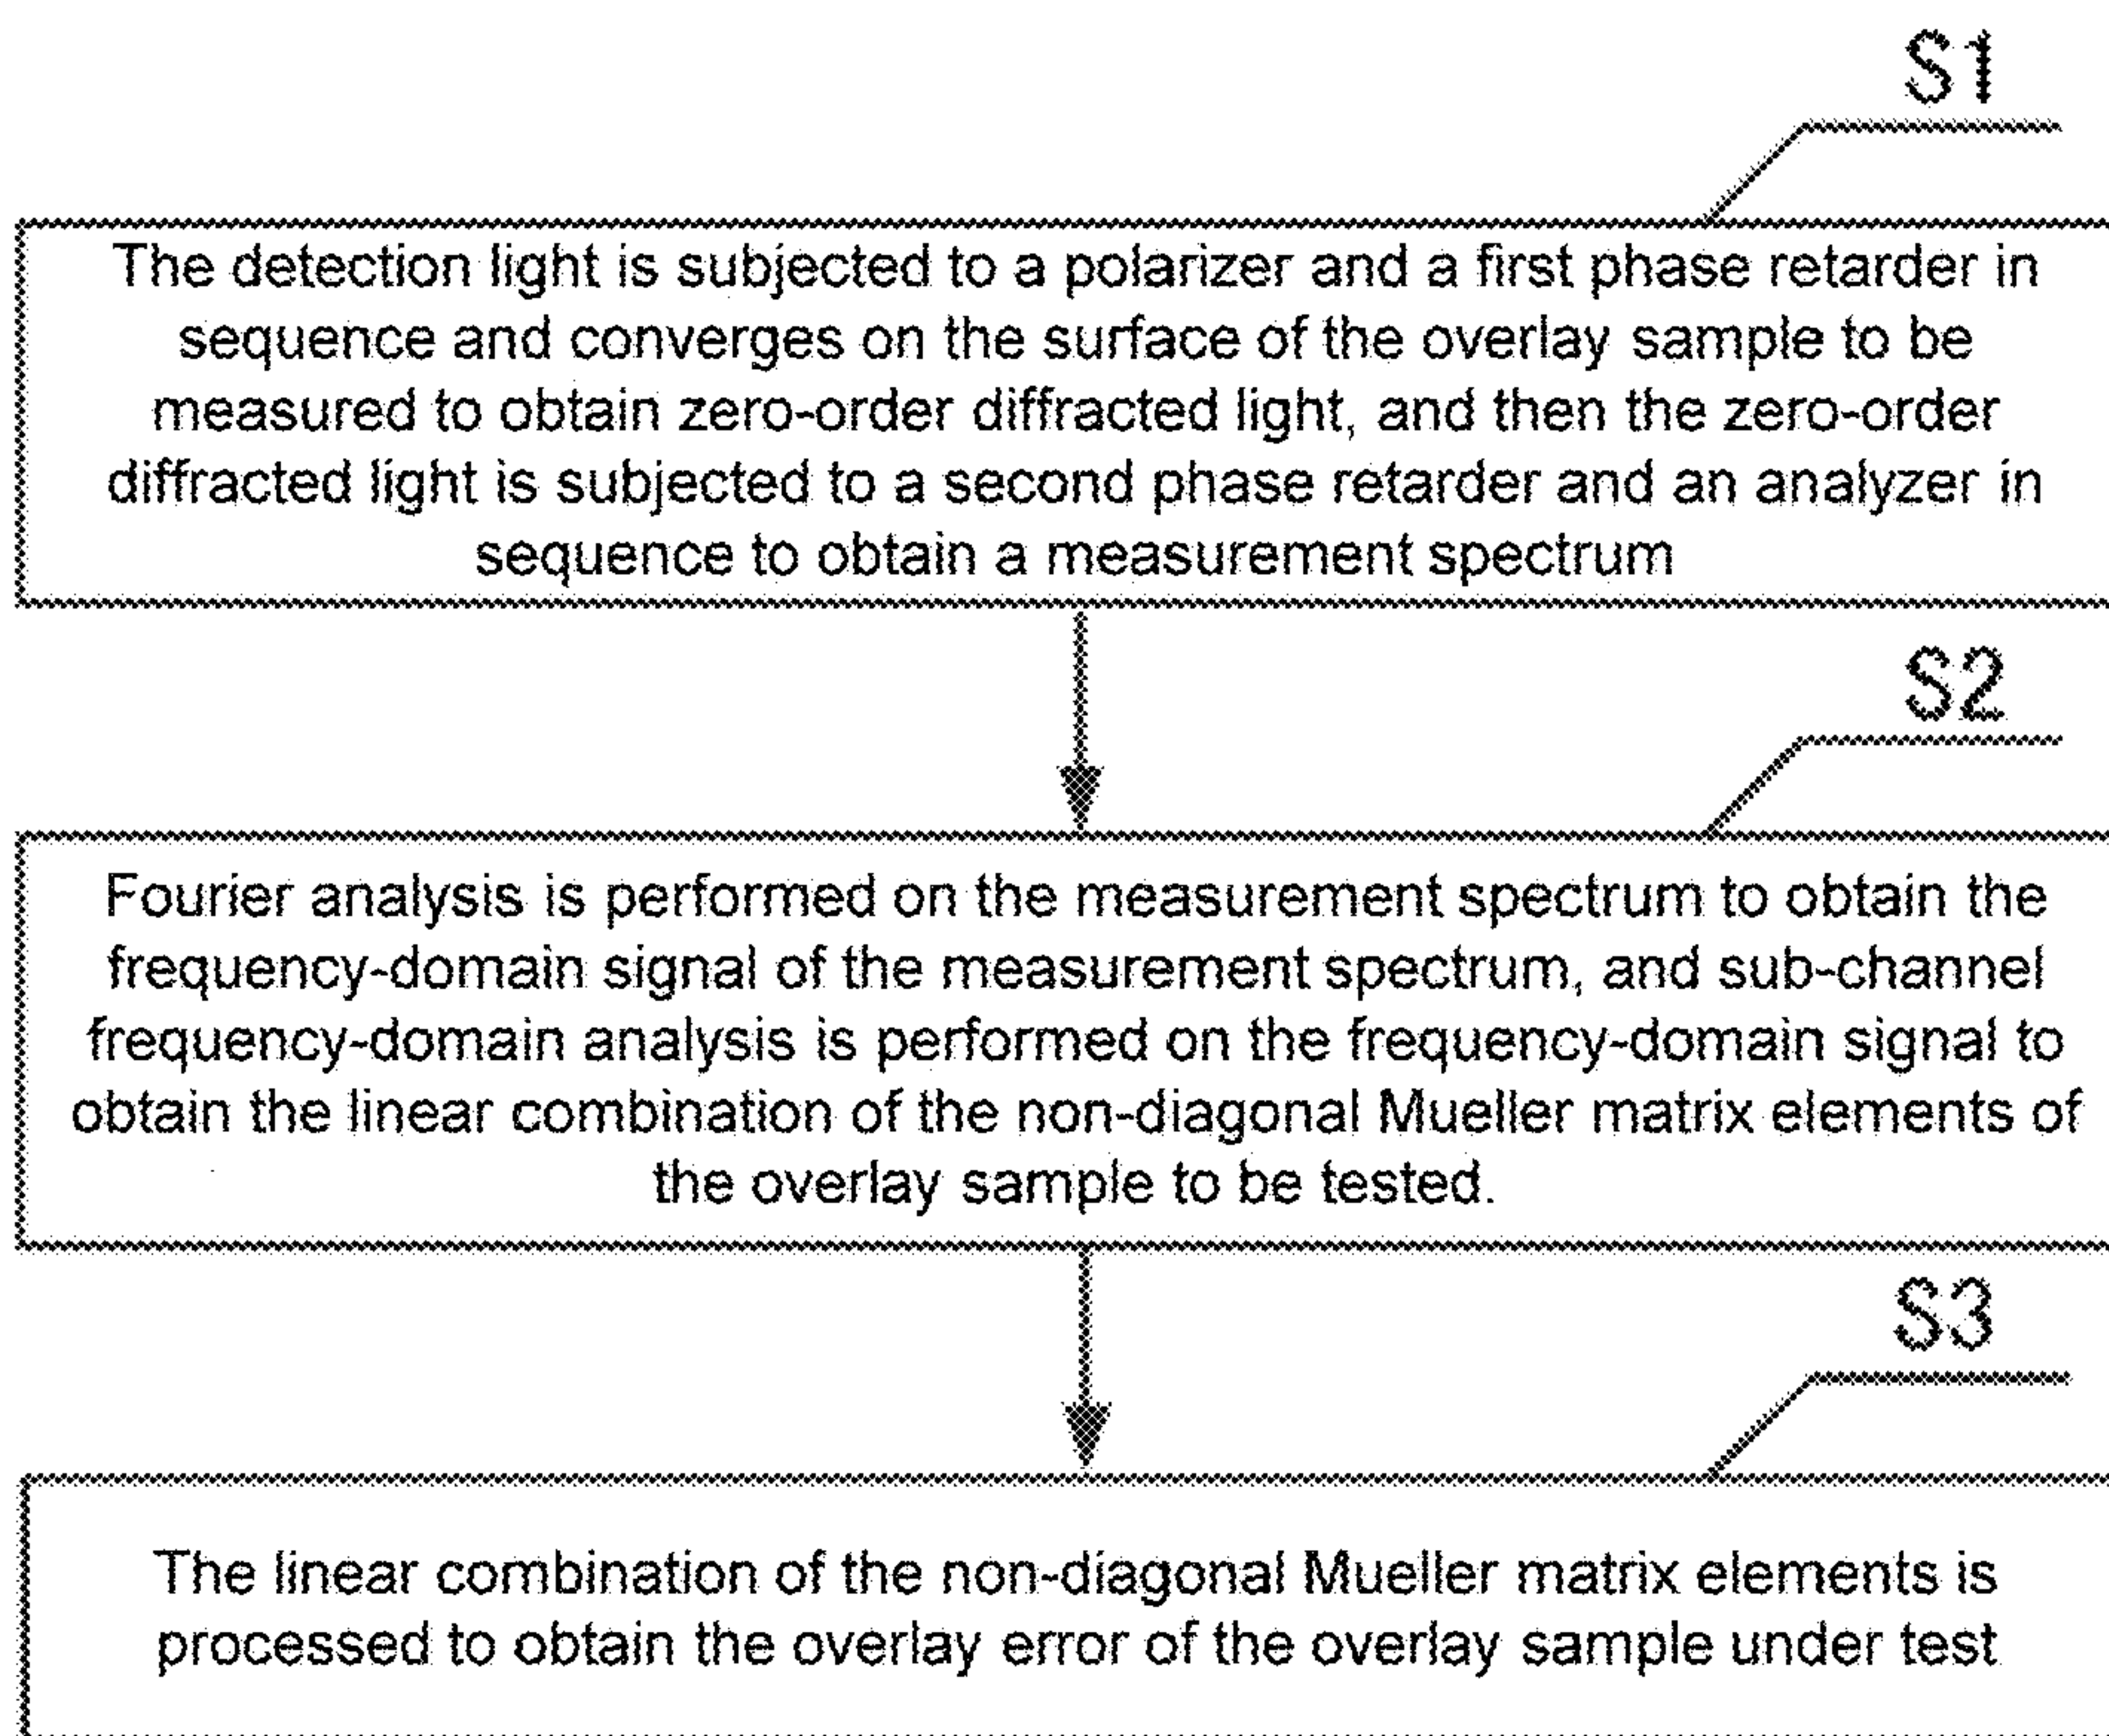 S1
The detection light is subjected to a polarizer and a first phase retarder in
sequence and converges on the surface of the overlay sample to be
measured to obtain zero-order diffracted light, and then the zero-order
diffracted light is subjected to a second phase retarder and an analyzer in
sequence to obtain a measurement spectrum
S2
Fourier analysis is performed on the measurement spectrum to obtain the
frequency-domain signal of the measurement spectrum, and sub-channel
frequency-domain analysis is performed on the frequency-domain signal to
obtain the linear combination of the non-diagonal Mueller matrix elements of
the overlay sample to be tested.
S3
The linear combination of the non-diagonal Mueller matrix elements is
processed to obtain the overlay error of the overlay sample under test